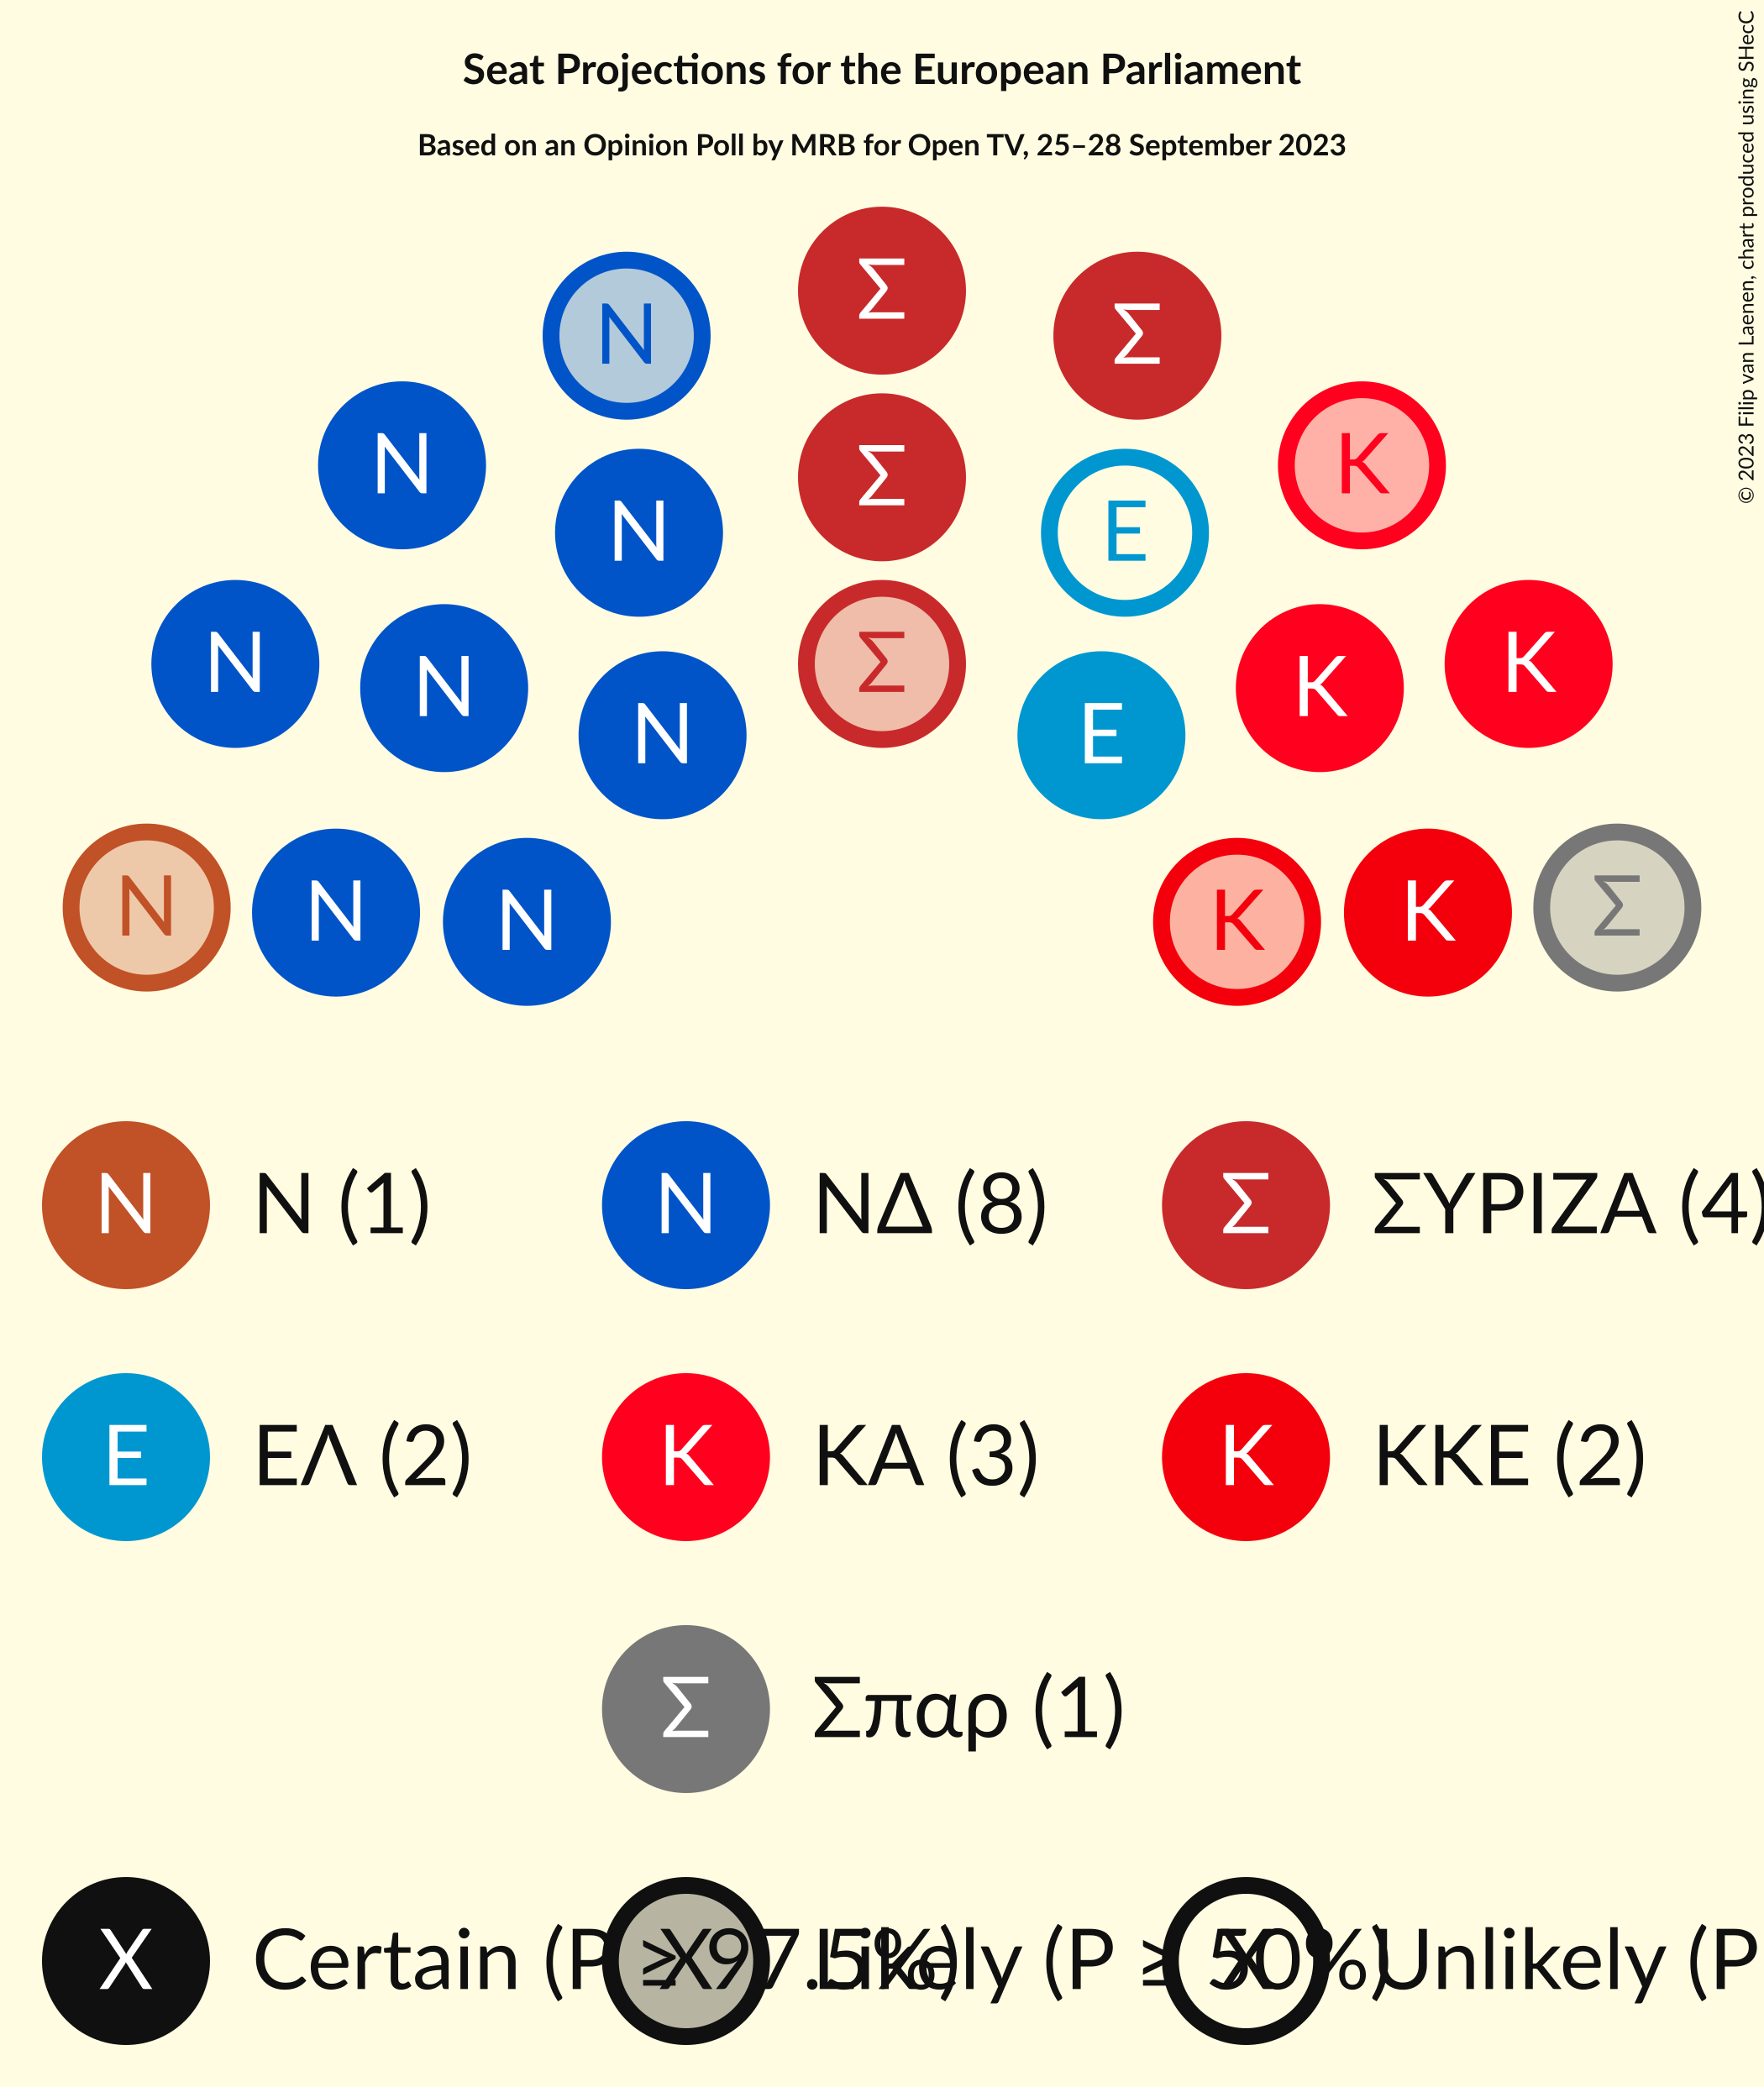 Seat Projections for the European Parliament
Based on an Opinion Poll by MRB for Open TV, 25–28 September 2023
© 2023 Filip van Laenen, chart produced using SHecC
Σ
N Σ
N K
Σ
N E
N K
N K
Σ
N E
N Σ
N K
N K
N N (1) N ΝΔ (8) Σ ΣΥΡΙΖΑ (4)
E ΕΛ (2) K ΚΑ (3) K ΚΚΕ (2)
Σ Σπαρ (1)
X Certain (P ≥ 97.5%) X Likely (P ≥ 50%) X Unlikely (P